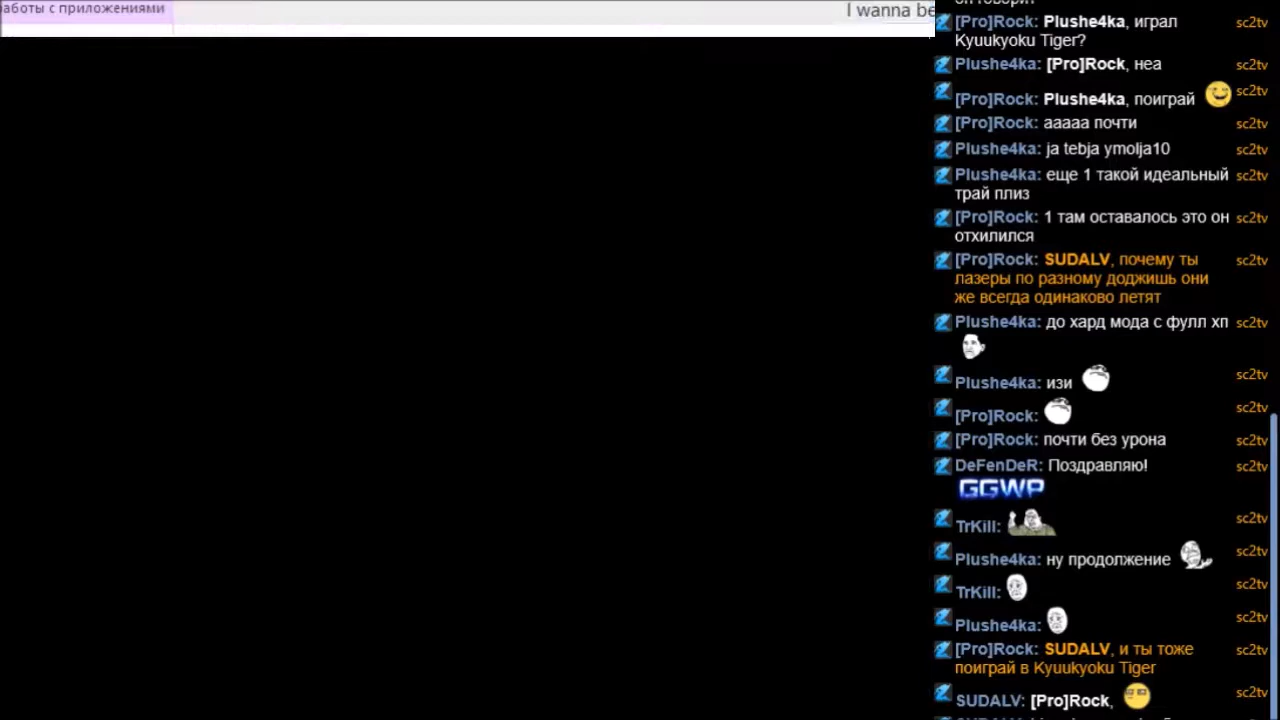 аботы с приложениями
I wanna be
[Pro]Rock: Plushe4ka, играл sc2tv
Kyuukyoku Tiger?
Plushe4ka: [Pro]Rock, неа sc2tv
[Pro]Rock: Plushe4ka, поиграй sc2tv
[Pro]Rock: ааааа почти sc2tv
Plushe4ka: ja tebja ymolja10 sc2tv
Plushe4ka: еще 1 такой идеальный sc2tv
трай плиз
[Pro]Rock: 1 там оставалось это он sc2tv
отхилился
[Pro]Rock: SUDALV, почему ты sc2tv
лазеры по разному доджишь они
же всегда одинаково летят
Plushe4ka: до хард мода с фулл хп sc2tv
Plushe4ka: изи sc2tv
[Pro]Rock: sc2tv
[Pro]Rock: почти без урона sc2tv
DeFenDeR: Поздравляю! sc2tv
GGWP
TrKill: sc2tv
Plushe4ka: ну продолжение sc2tv
TrKill: sc2tv
Plushe4ka: sc2tv
[Pro]Rock: SUDALV, и ты тоже sc2tv
поиграй в Kyuukyoku Tiger
SUDALV: [Pro]Rock, sc2tv